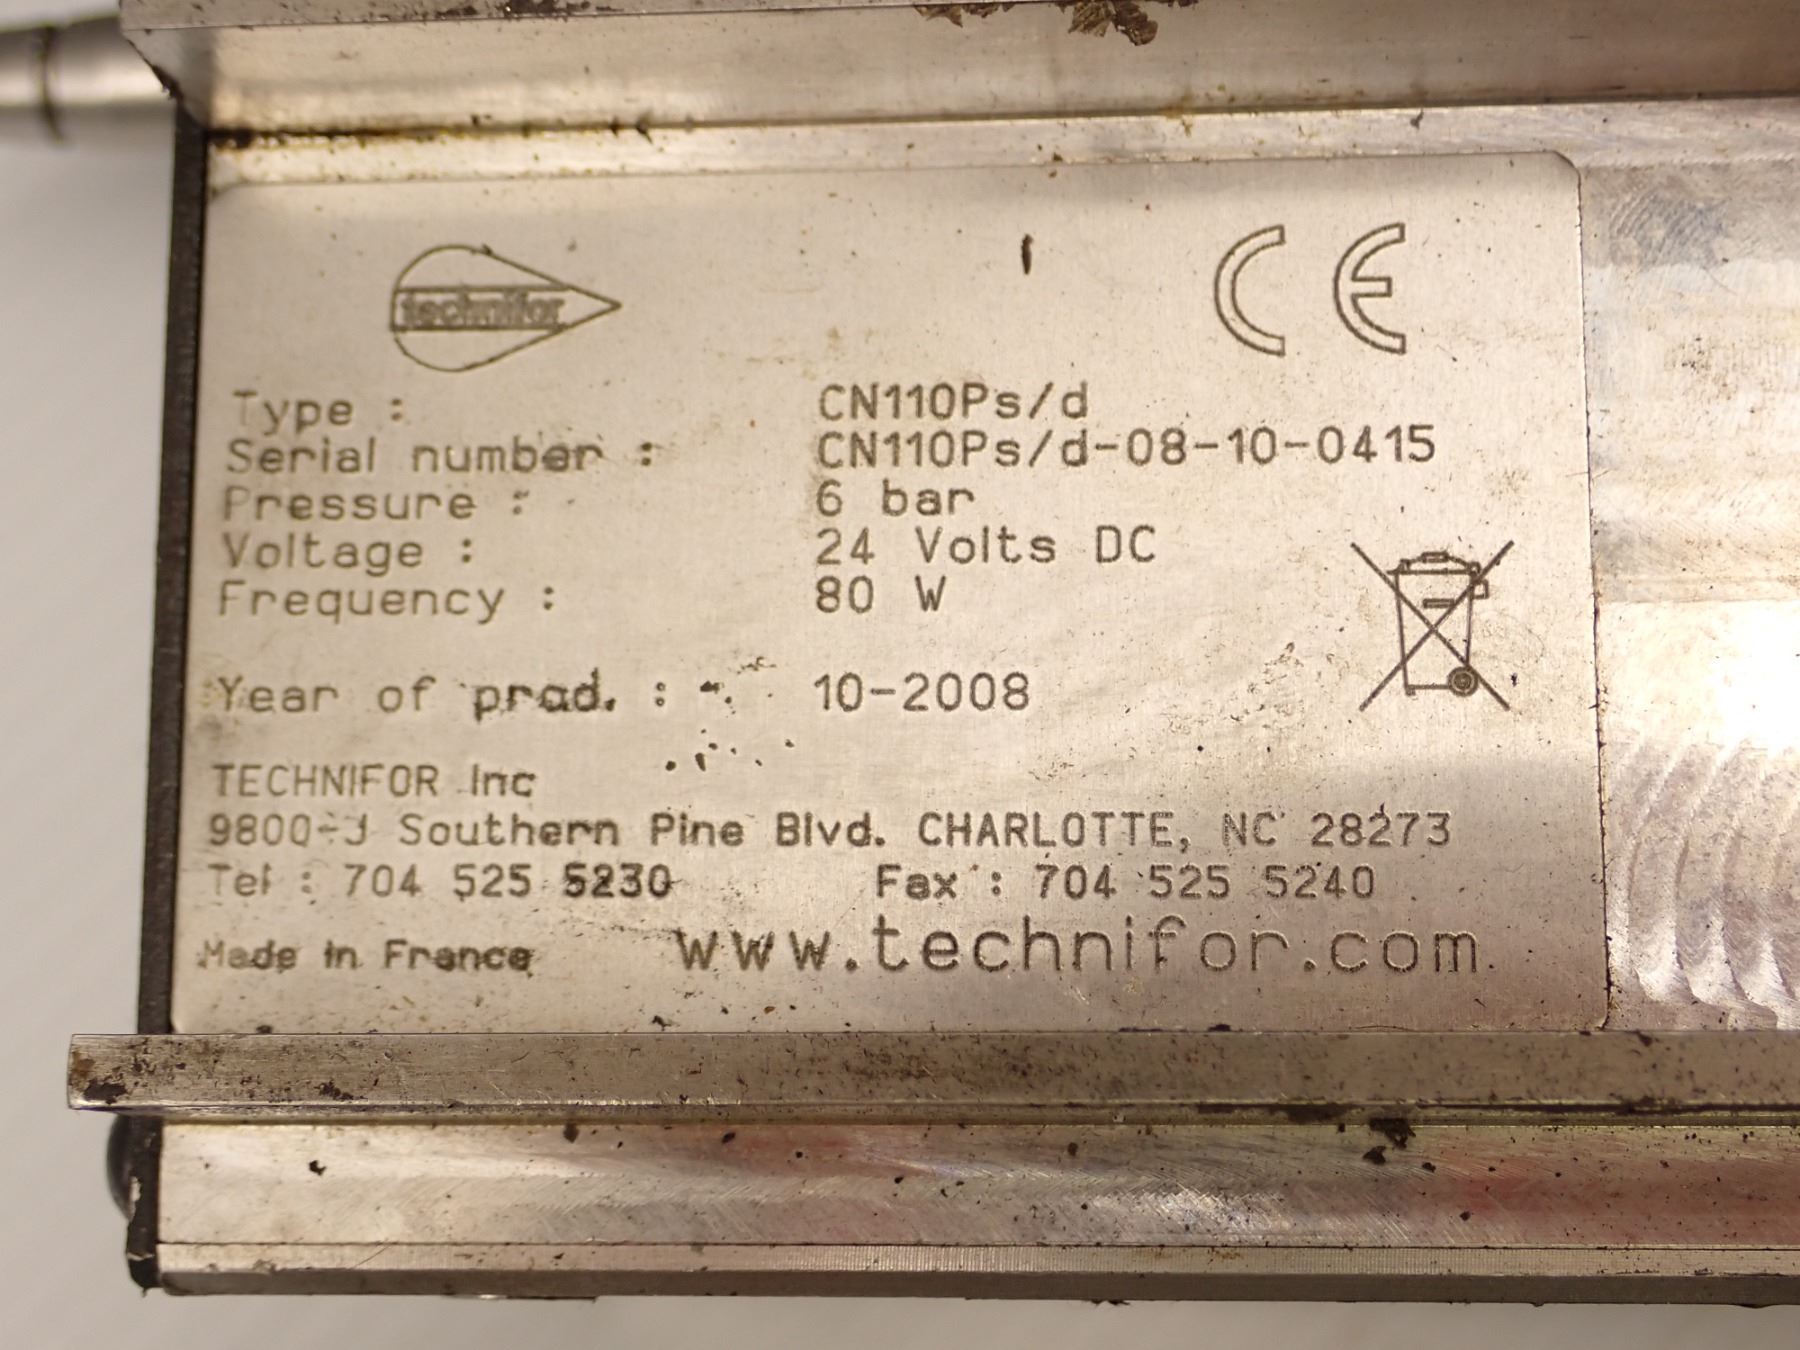 technifor
CE
Type : CN110Ps/d
Serial number : CN110Ps/d-08-10-0415
Pressure : 6 bar
Voltage : 24 Volts DC
Frequency : 80 W
Year of prod. : 10-2008
TECHNIFOR Inc
9800-J Southern Pine Blvd. CHARLOTTE, NC 28273
Tel : 704 525 5230 Fax : 704 525 5240
Made in France www.technifor.com